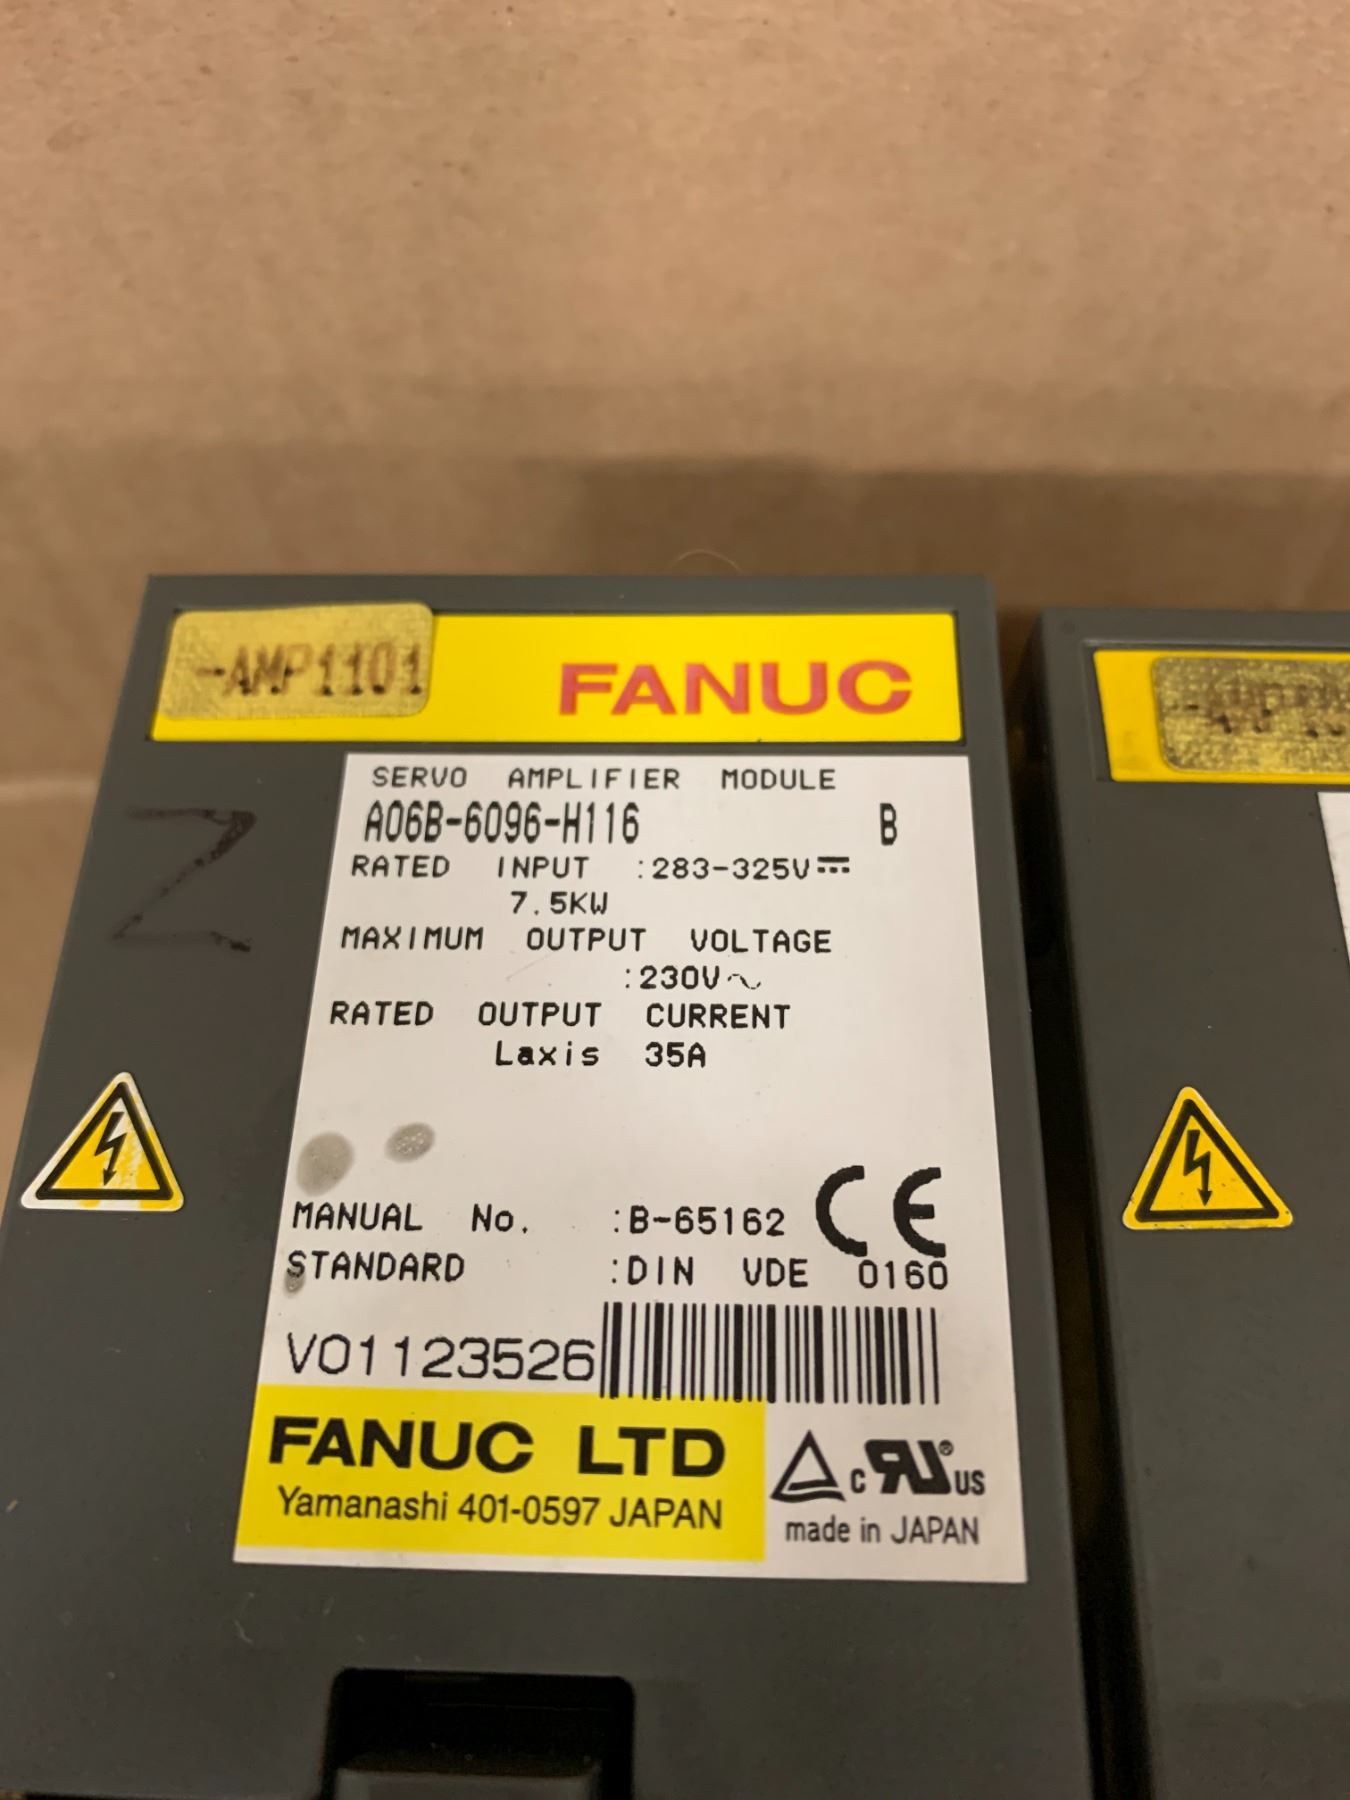 -AMP1101
FANUC
SERVO AMPLIFIER MODULE
A06B-6096-H116 B
RATED INPUT :283-325V⎓
7.5KW
MAXIMUM OUTPUT VOLTAGE
:230V~
RATED OUTPUT CURRENT
Laxis 35A
MANUAL No. :B-65162 CE
STANDARD :DIN VDE 0160
V01123526
FANUC LTD
Yamanashi 401-0597 JAPAN
c RU® US
made in JAPAN
Z